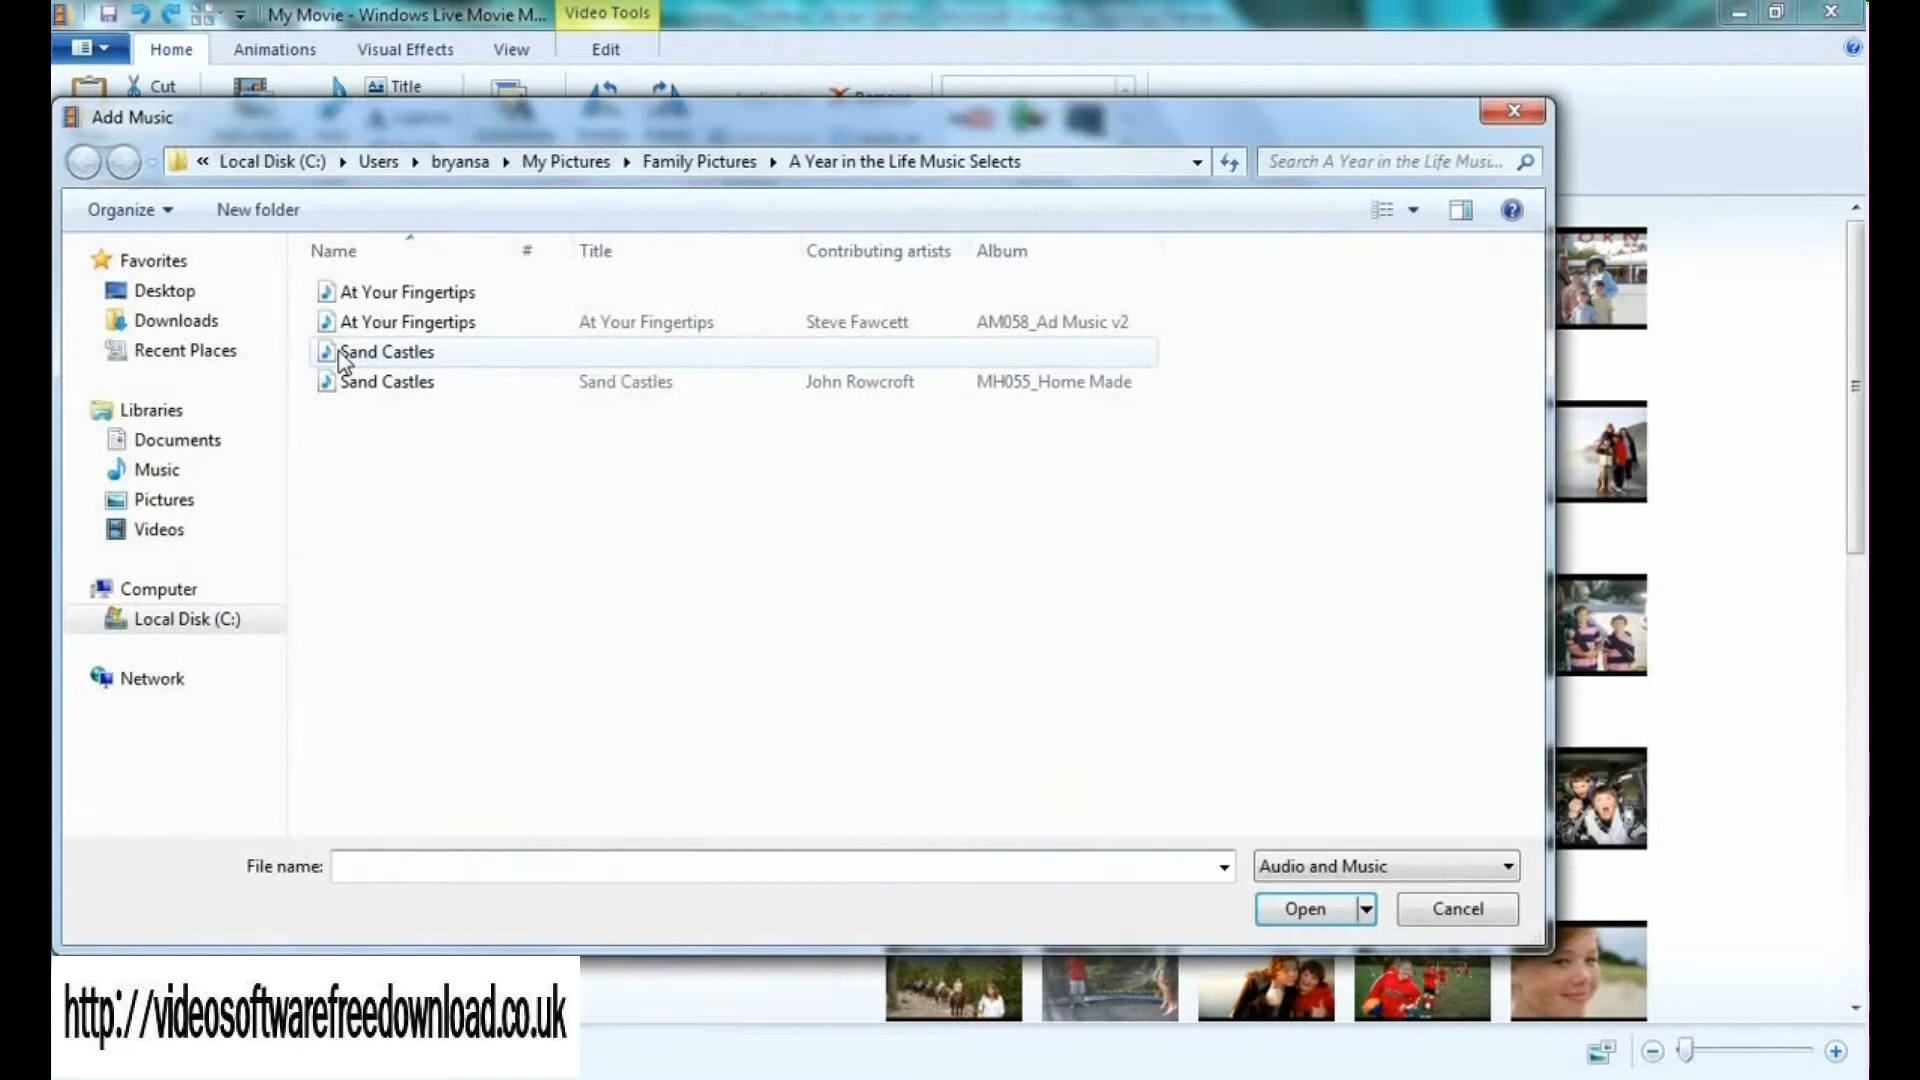 My Movie - Windows Live Movie M... Video Tools
Home Animations Visual Effects View Edit
Cut Title
Remove
Add Music
« Local Disk (C:) Users bryansa My Pictures Family Pictures A Year in the Life Music Selects Search A Year in the Life Musi...
Organize New folder
Name # Title Contributing artists Album
Favorites
Desktop
Downloads
Recent Places
Libraries
Documents
Music
Pictures
Videos
Computer
Local Disk (C:)
Network
At Your Fingertips
At Your Fingertips At Your Fingertips Steve Fawcett AM058_Ad Music v2
Sand Castles
Sand Castles Sand Castles John Rowcroft MH055_Home Made
File name: Audio and Music
Open Cancel
http://videosoftwarefreedownload.co.uk